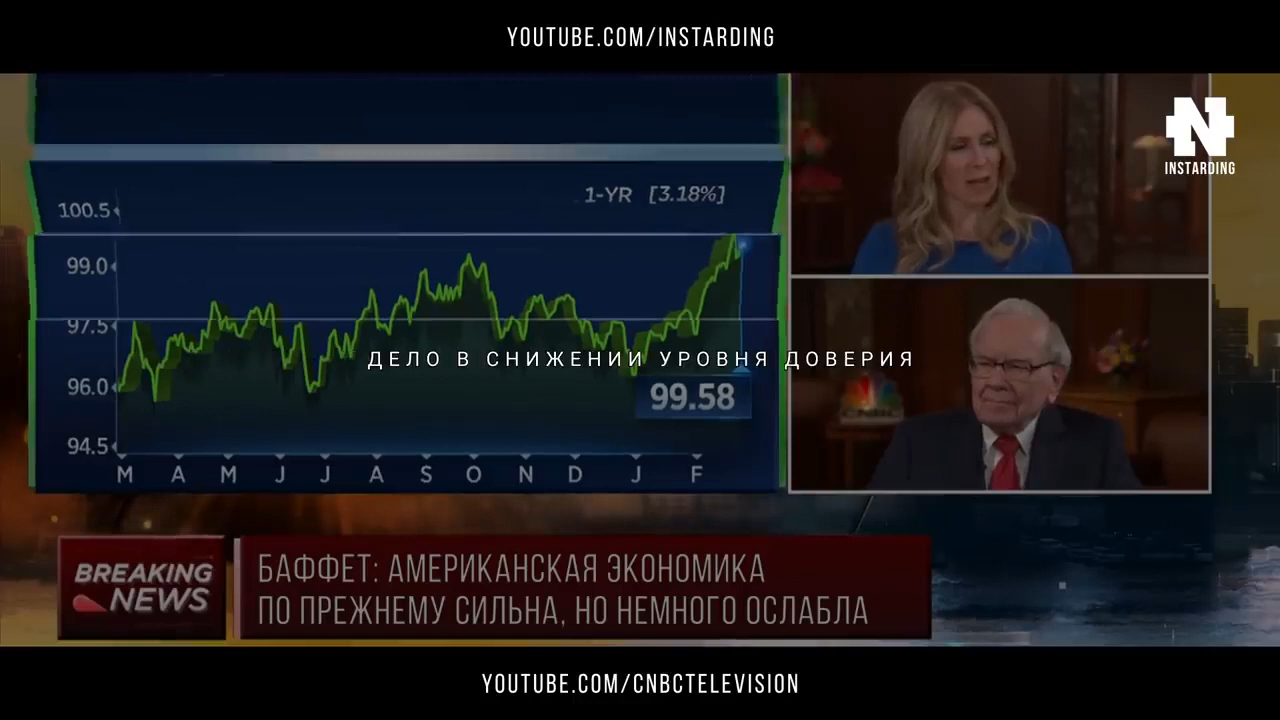 YOUTUBE.COM/INSTARDING
N
INSTARDING
1-YR [3.18%]
100.5
99.0
97.5
96.0
94.5
ДЕЛО В СНИЖЕНИИ УРОВНЯ ДОВЕРИЯ
99.58
M A M J J A S O N D J F
CNBC
BREAKING
NEWS
БАФФЕТ: АМЕРИКАНСКАЯ ЭКОНОМИКА
ПО ПРЕЖНЕМУ СИЛЬНА, НО НЕМНОГО ОСЛАБЛА
YOUTUBE.COM/CNBCTELEVISION